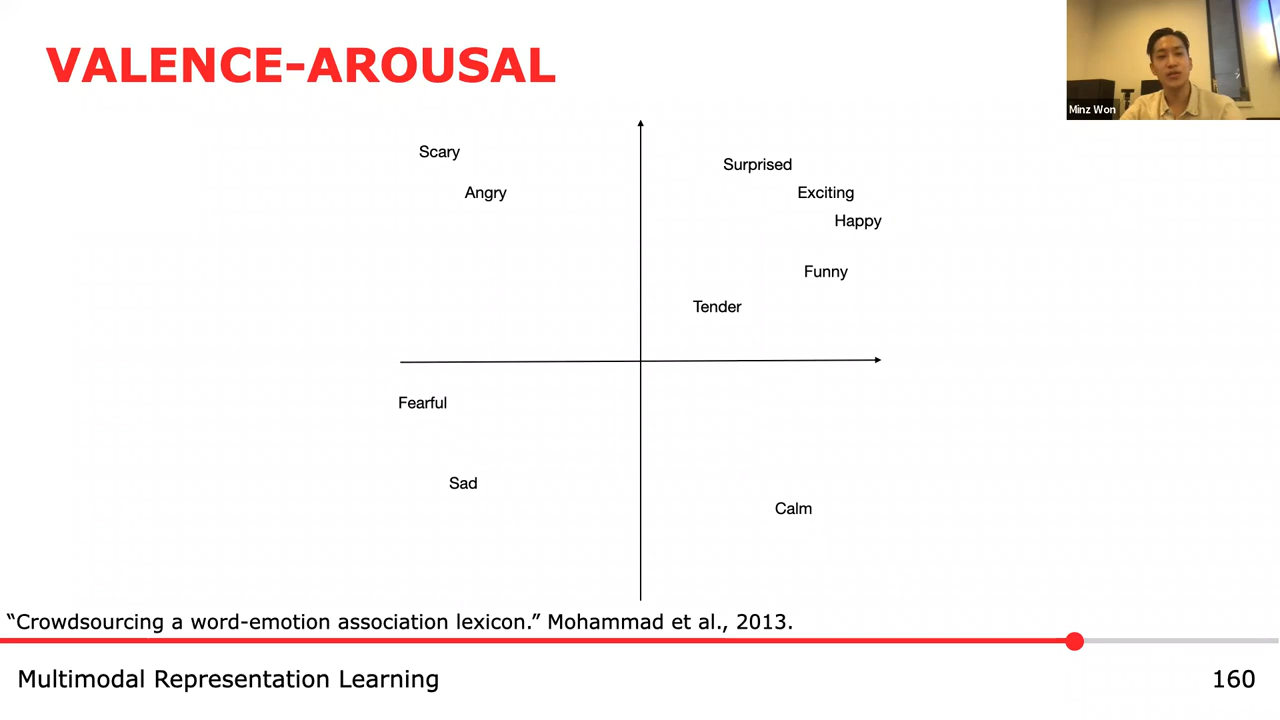 VALENCE-AROUSAL
Minz Won
Scary
Surprised
Angry
Exciting
Happy
Funny
Tender
Fearful
Sad
Calm
“Crowdsourcing a word-emotion association lexicon.” Mohammad et al., 2013.
Multimodal Representation Learning
160